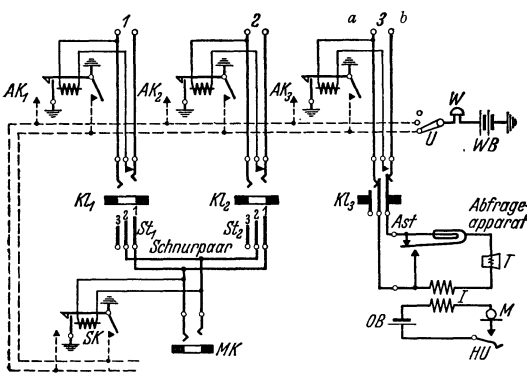 1
2
a 3 b
AK1
AK2
AK3
W
U
WB
Kl1
Kl2
Kl3
3 2 1
St1
3 2 1
St2
Schnurpaar
Ast
Abfrage-
apparat
T
I
OB
M
HU
SK
MK